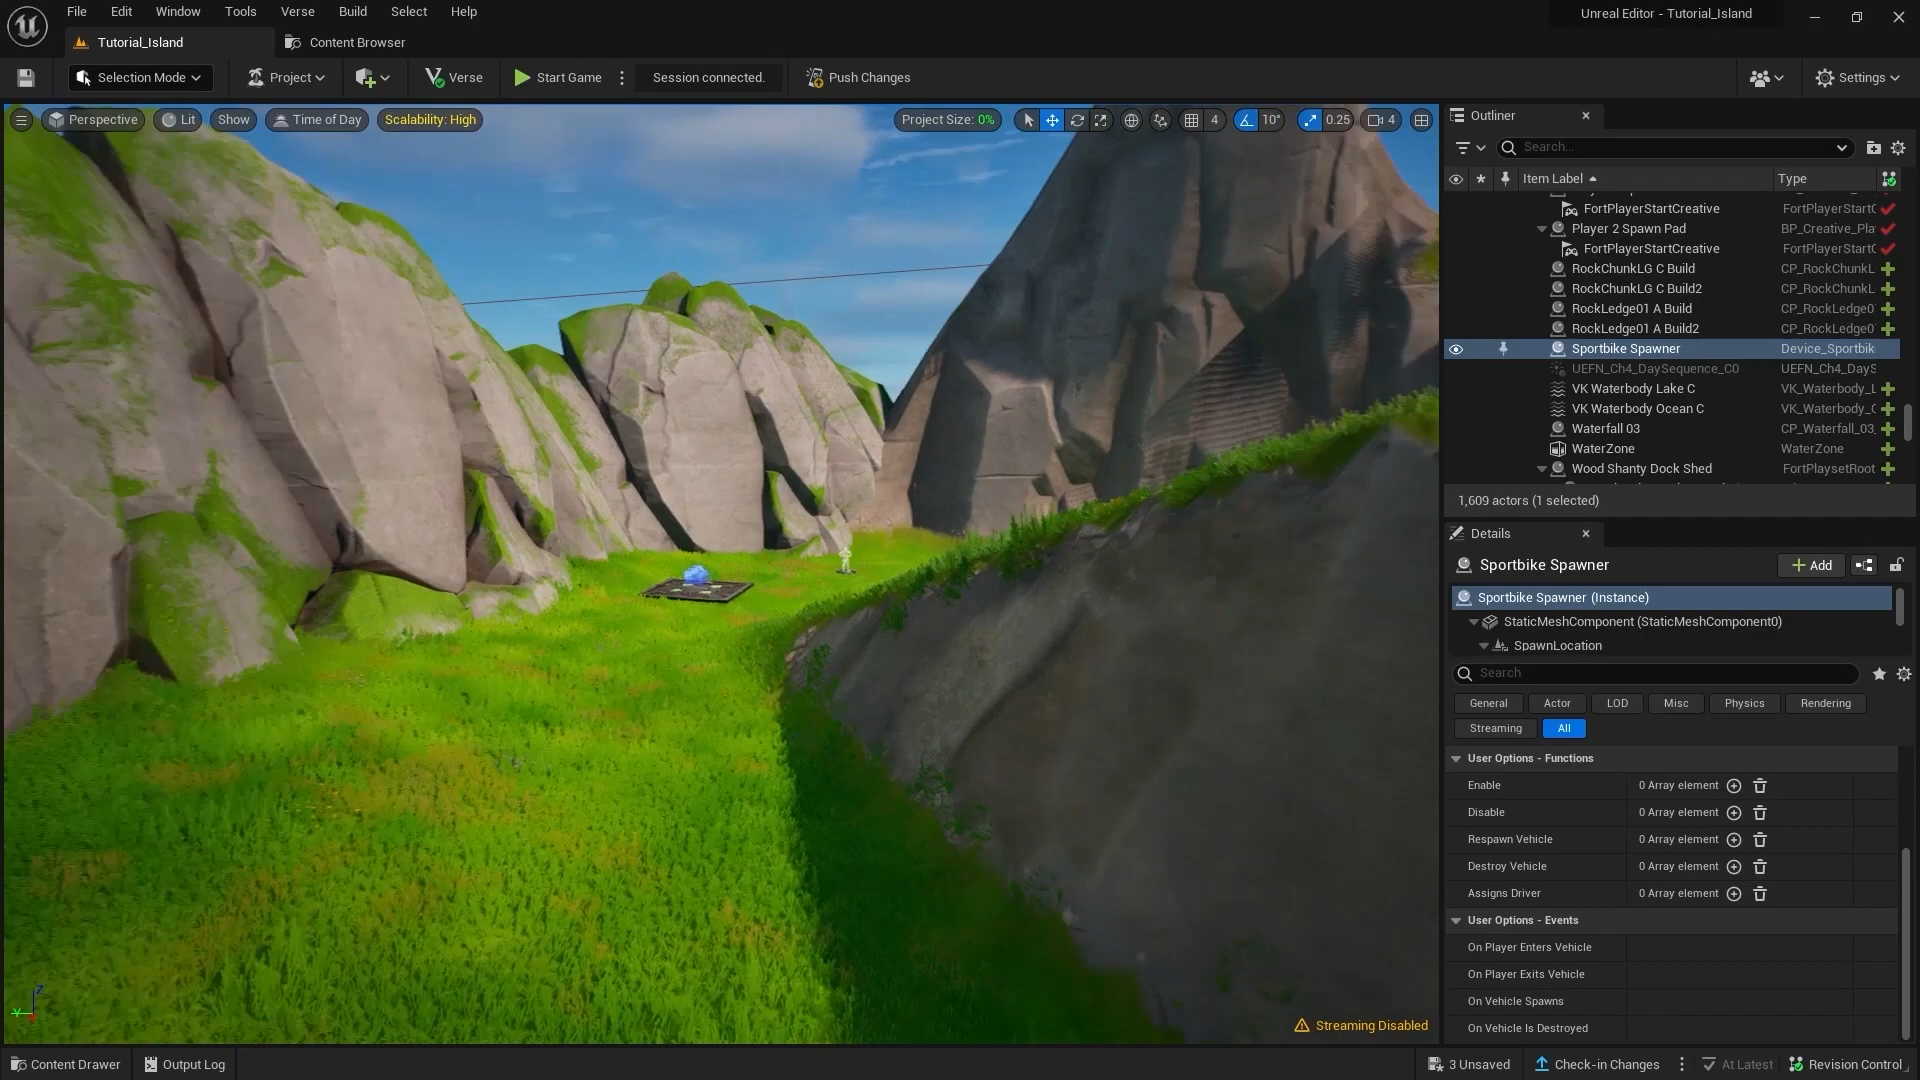 File Edit Window Tools Verse Build Select Help
Unreal Editor - Tutorial_Island
Tutorial_Island
Content Browser
Selection Mode
Project
Verse
Start Game
Session connected.
Push Changes
Settings
Perspective
Lit
Show
Time of Day
Scalability: High
Project Size: 0%
4
10°
0.25
4
Outliner
Search...
Item Label
Type
FortPlayerStartCreative FortPlayerStartC
Player 2 Spawn Pad BP_Creative_Pla
FortPlayerStartCreative FortPlayerStartC
RockChunkLG C Build CP_RockChunkL
RockChunkLG C Build2 CP_RockChunkL
RockLedge01 A Build CP_RockLedge0
RockLedge01 A Build2 CP_RockLedge0
Sportbike Spawner Device_Sportbik
UEFN_Ch4_DaySequence_C0 UEFN_Ch4_DayS
VK Waterbody Lake C VK_Waterbody_L
VK Waterbody Ocean C VK_Waterbody_O
Waterfall 03 CP_Waterfall_03_
WaterZone WaterZone
Wood Shanty Dock Shed FortPlaysetRoot
1,609 actors (1 selected)
Details
Sportbike Spawner
Add
Sportbike Spawner (Instance)
StaticMeshComponent (StaticMeshComponent0)
SpawnLocation
Search
General Actor LOD Misc Physics Rendering
Streaming All
User Options - Functions
Enable 0 Array element
Disable 0 Array element
Respawn Vehicle 0 Array element
Destroy Vehicle 0 Array element
Assigns Driver 0 Array element
User Options - Events
On Player Enters Vehicle
On Player Exits Vehicle
On Vehicle Spawns
On Vehicle Is Destroyed
Streaming Disabled
Z
Y
Content Drawer
Output Log
3 Unsaved
Check-in Changes
At Latest
Revision Control